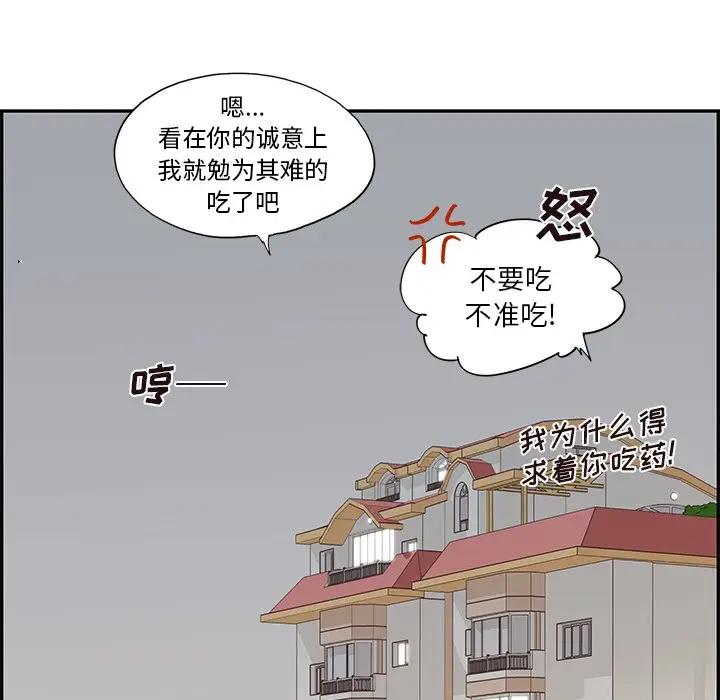 嗯...
看在你的诚意上
我就勉为其难的
吃了吧
怒
不要吃
不准吃!
哼——
我为什么得
求着你吃药!